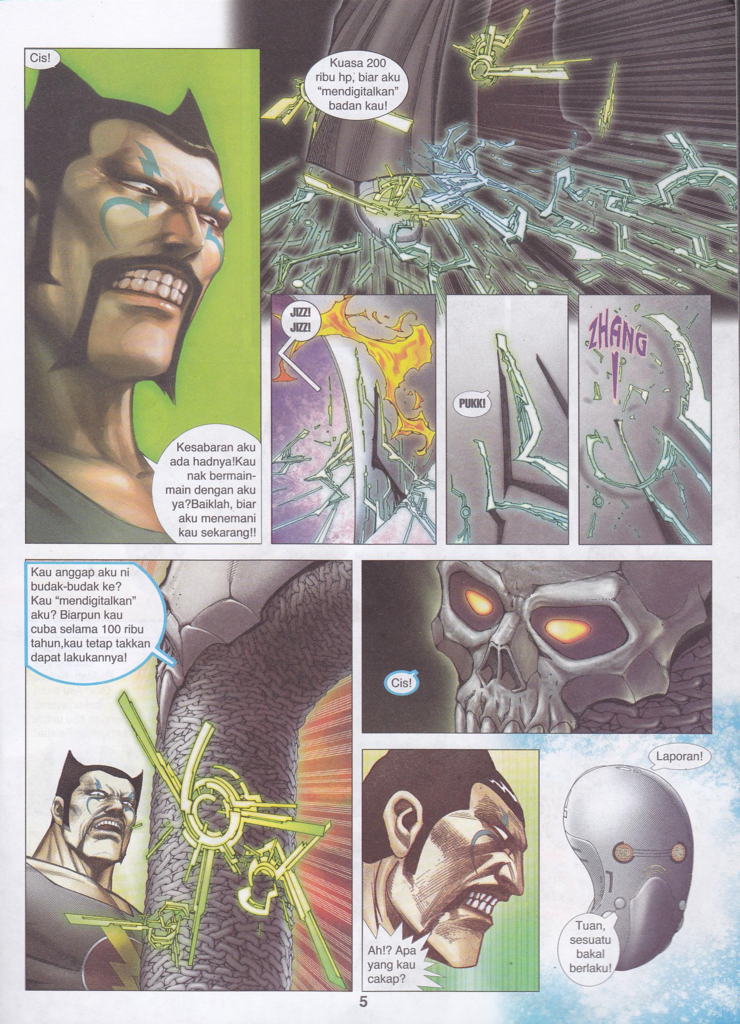 Cis!
Kuasa 200
ribu hp, biar aku
"mendigitalkan"
badan kau!
Kesabaran aku
ada hadnya!Kau
nak bermain-
main dengan aku
ya?Baiklah, biar
aku menemani
kau sekarang!!
JIZZ!
JIZZ!
PUKK!
ZHANG
!
Kau anggap aku ni
budak-budak ke?
Kau "mendigitalkan"
aku? Biarpun kau
cuba selama 100 ribu
tahun,kau tetap takkan
dapat lakukannya!
Cis!
Ah!? Apa
yang kau
cakap?
Laporan!
Tuan,
sesuatu
bakal
berlaku!
5